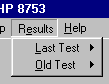 HP 8753
p Results Help
Last Test
Old Test